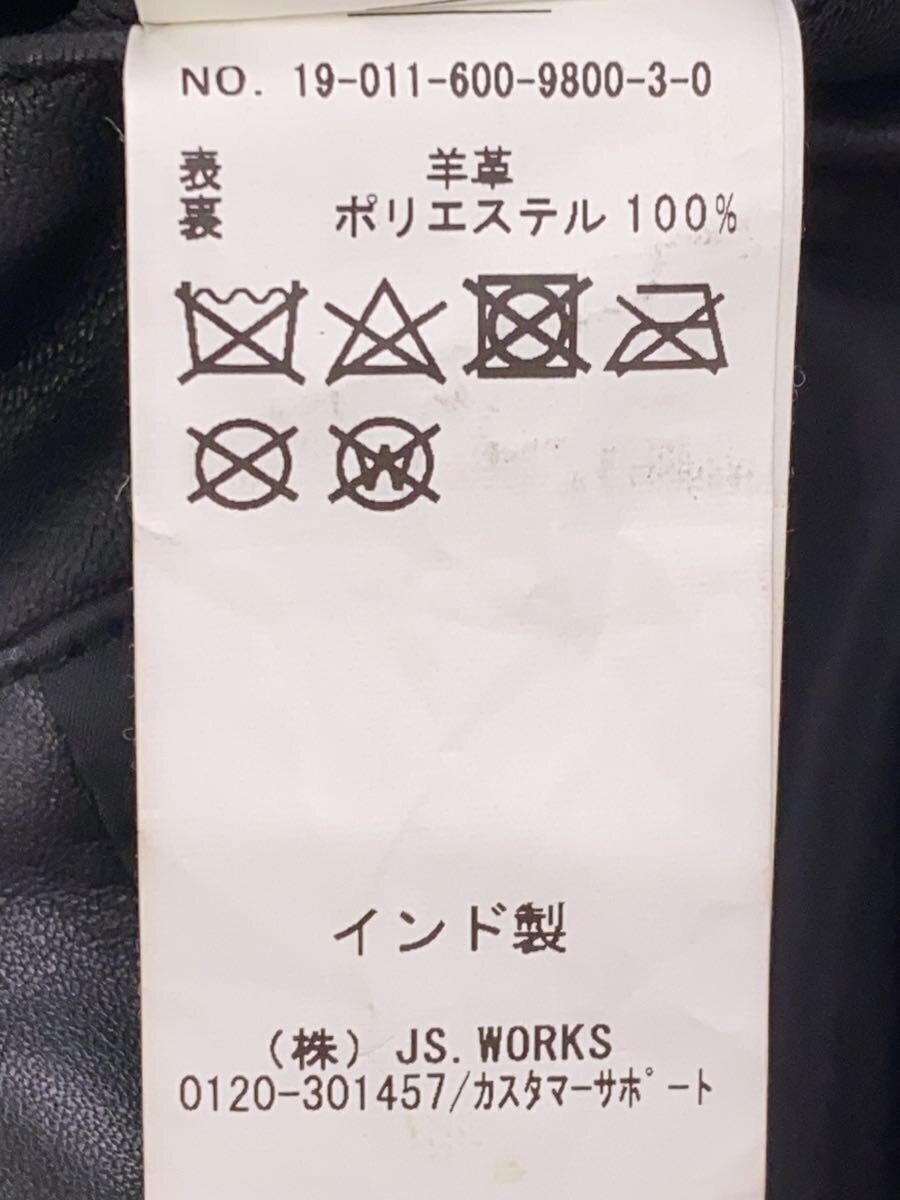 NO. 19-011-600-9800-3-0
表 羊革
裏 ポリエステル 100%
W
インド製
（株）JS.WORKS
0120-301457/カスタマーサポート